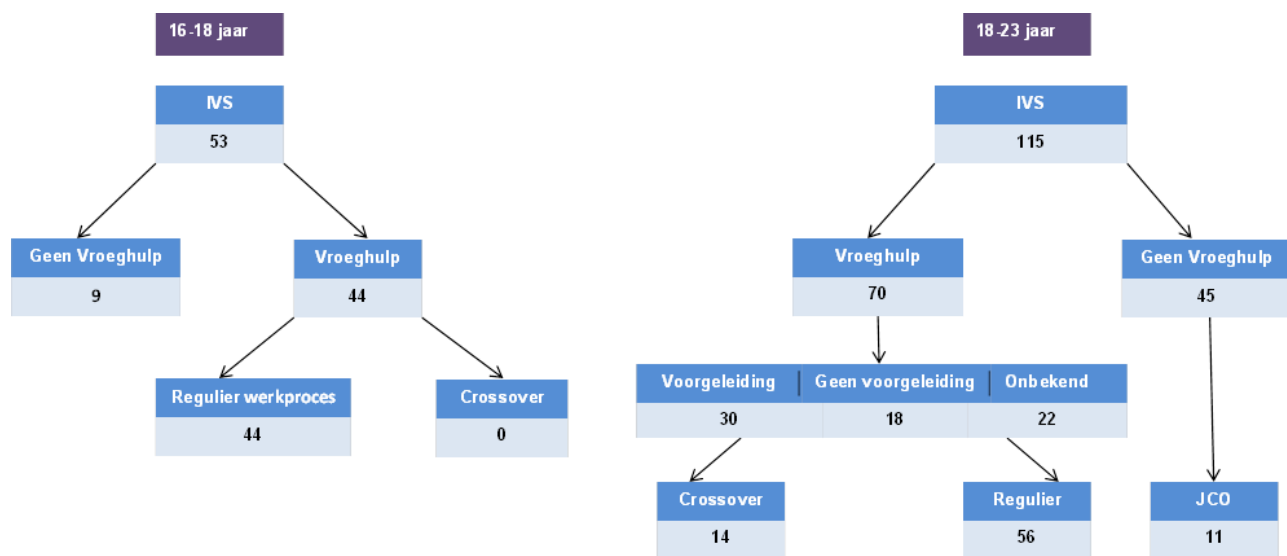 16-18 jaar
IVS
53
Geen Vroeghulp
9
Vroeghulp
44
Regulier werkproces
44
Crossover
0
18-23 jaar
IVS
115
Vroeghulp
70
Geen Vroeghulp
45
Voorgeleiding Geen voorgeleiding Onbekend
30 18 22
Crossover
14
Regulier
56
JCO
11